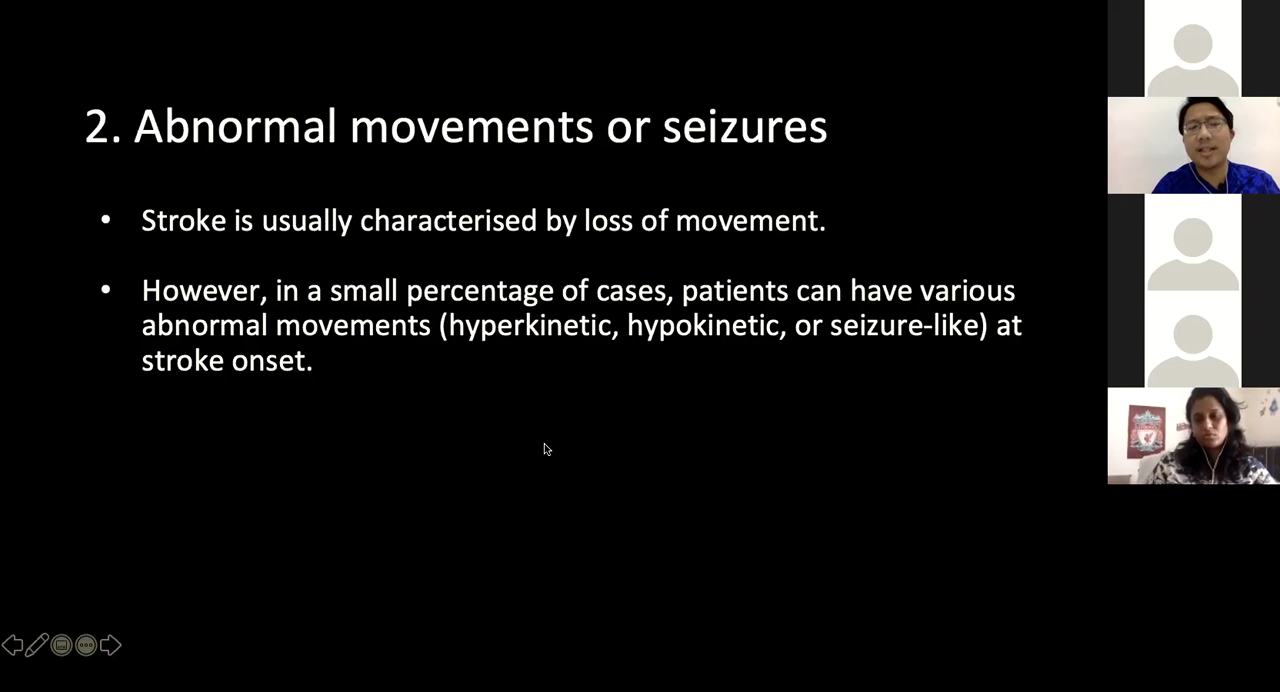 2. Abnormal movements or seizures
• Stroke is usually characterised by loss of movement.
• However, in a small percentage of cases, patients can have various
abnormal movements (hyperkinetic, hypokinetic, or seizure-like) at
stroke onset.